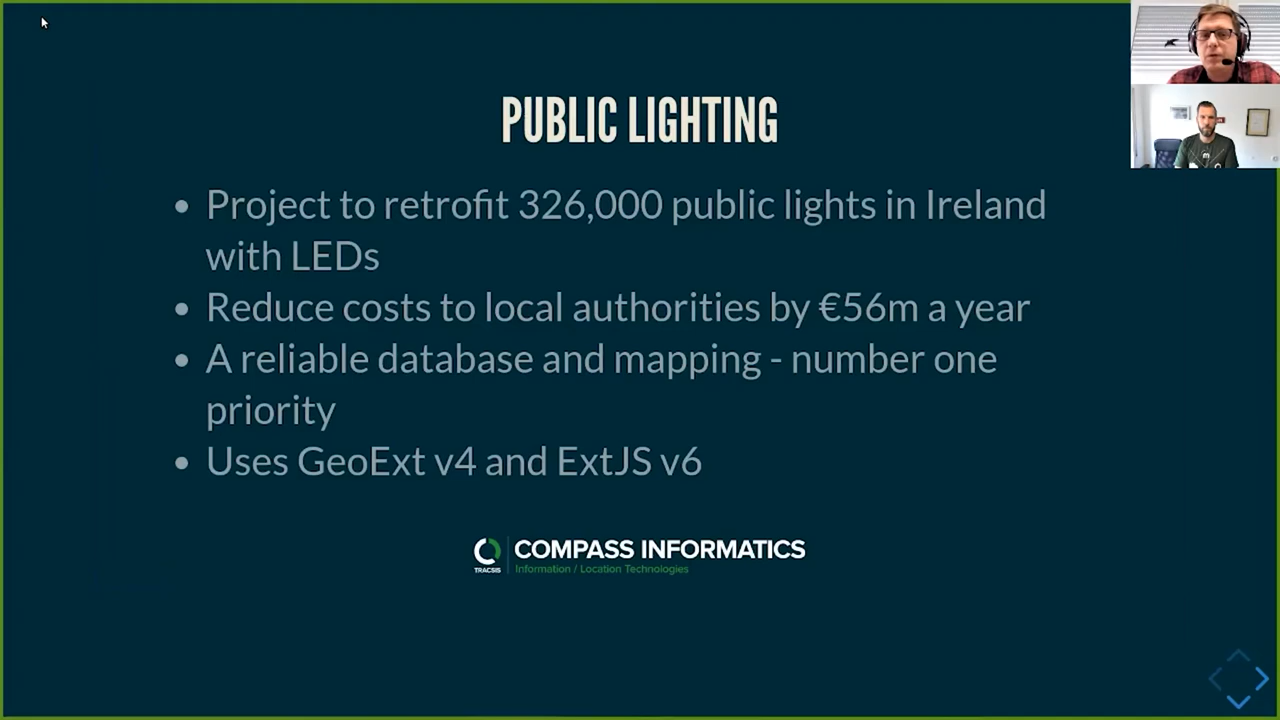 PUBLIC LIGHTING
Project to retrofit 326,000 public lights in Ireland
with LEDs
Reduce costs to local authorities by €56m a year
A reliable database and mapping - number one
priority
Uses GeoExt v4 and ExtJS v6
TRACSIS
COMPASS INFORMATICS
Information / Location Technologies